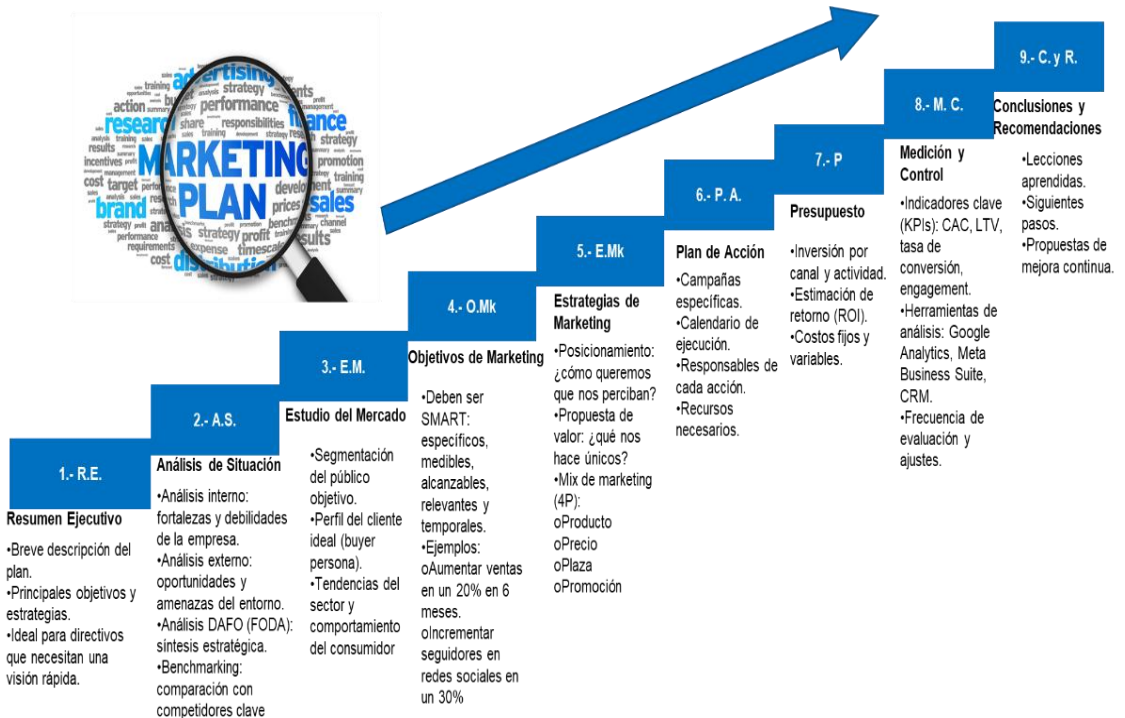 advertising
training strategy
action performance
research share responsibilities finance
training strategy
results
incentives MARKETING promotion
cost target PLAN develo training
brand prices sales
strategy profit
performance
requirements expense timescale
cost distribution
1.- R.E.
Resumen Ejecutivo
•Breve descripción del
plan.
•Principales objetivos y
estrategias.
•Ideal para directivos
que necesitan una
visión rápida.
2.- A.S.
Análisis de Situación
•Análisis interno:
fortalezas y debilidades
de la empresa.
•Análisis externo:
oportunidades y
amenazas del entorno.
•Análisis DAFO (FODA):
síntesis estratégica.
•Benchmarking:
comparación con
competidores clave
3.- E.M.
Estudio del Mercado
•Segmentación
del público
objetivo.
•Perfil del cliente
ideal (buyer
persona).
•Tendencias del
sector y
comportamiento
del consumidor
4.- O.Mk
Objetivos de Marketing
•Deben ser
SMART:
específicos,
medibles,
alcanzables,
relevantes y
temporales.
•Ejemplos:
oAumentar ventas
en un 20% en 6
meses.
oIncrementar
seguidores en
redes sociales en
un 30%
5.- E.Mk
Estrategias de
Marketing
•Posicionamiento:
¿cómo queremos
que nos perciban?
•Propuesta de
valor: ¿qué nos
hace únicos?
•Mix de marketing
(4P):
oProducto
oPrecio
oPlaza
oPromoción
6.- P. A.
Plan de Acción
•Campañas
específicas.
•Calendario de
ejecución.
•Responsables de
cada acción.
•Recursos
necesarios.
7.- P
Presupuesto
•Inversión por
canal y actividad.
•Estimación de
retorno (ROI).
•Costos fijos y
variables.
8.- M. C.
Medición y
Control
•Indicadores clave
(KPIs): CAC, LTV,
tasa de
conversión,
engagement.
•Herramientas de
análisis: Google
Analytics, Meta
Business Suite,
CRM.
•Frecuencia de
evaluación y
ajustes.
9.- C. y R.
Conclusiones y
Recomendaciones
•Lecciones
aprendidas.
•Siguientes
pasos.
•Propuestas de
mejora continua.